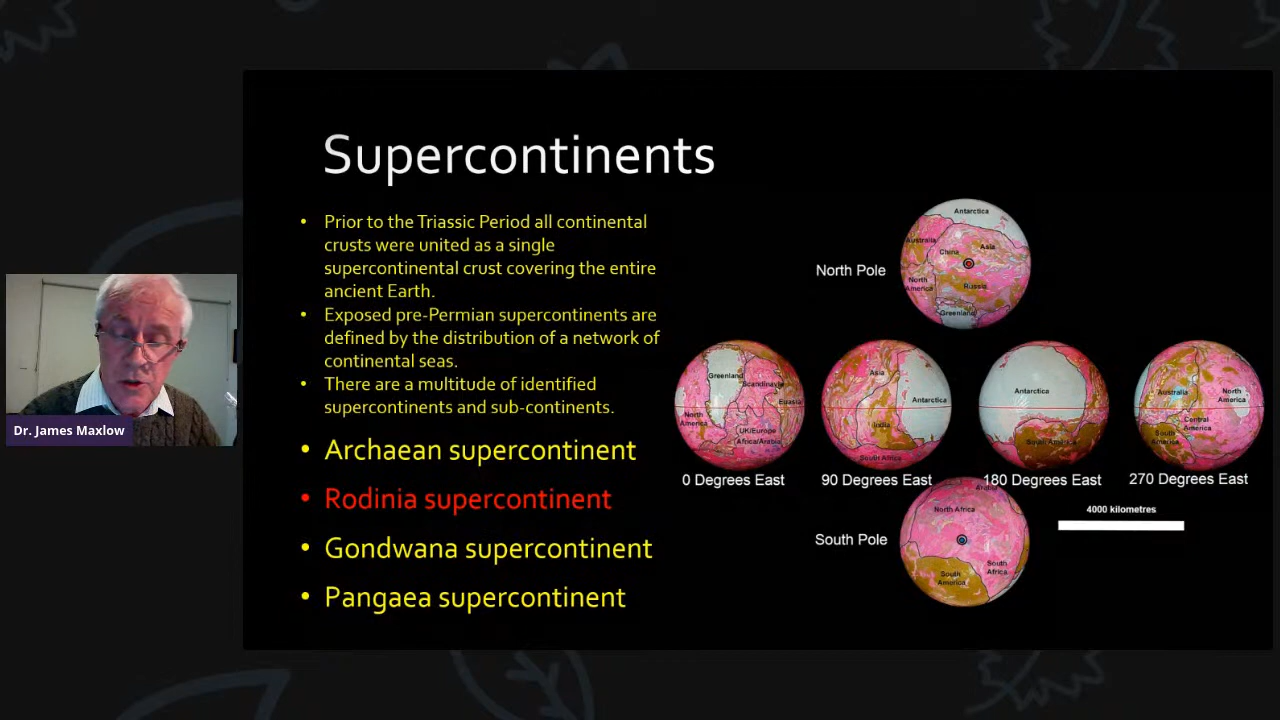 Supercontinents
• Prior to the Triassic Period all continental
crusts were united as a single
supercontinental crust covering the entire
ancient Earth.
• Exposed pre-Permian supercontinents are
defined by the distribution of a network of
continental seas.
• There are a multitude of identified
supercontinents and sub-continents.
• Archaean supercontinent
• Rodinia supercontinent
• Gondwana supercontinent
• Pangaea supercontinent
Dr. James Maxlow
North Pole
Antarctica
Australia
Asia
China
North
America
Russia
Greenland
Greenland
Scandinavia
Eurasia
North
America
UK/Europe
Africa/Arabia
0 Degrees East
Asia
Antarctica
India
South Africa
90 Degrees East
Antarctica
South America
180 Degrees East
Australia
North
America
Central
America
South
America
270 Degrees East
4000 kilometres
South Pole
North Africa
South
Africa
South
America